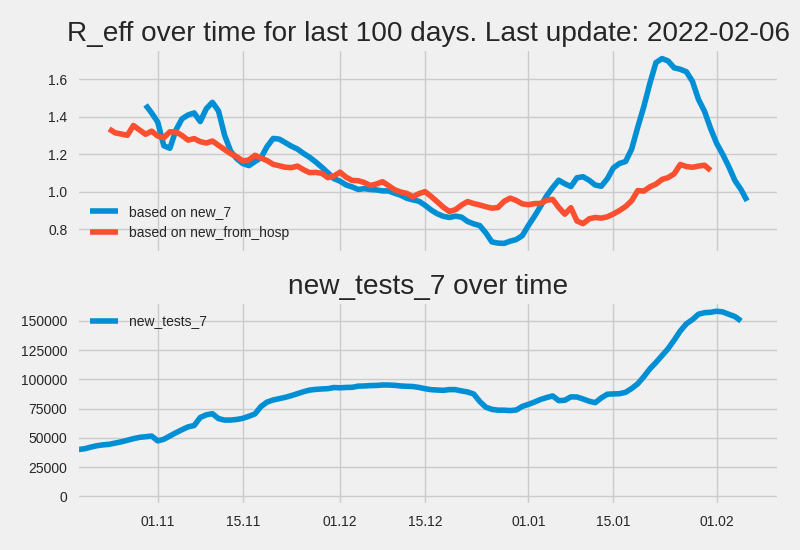 R_eff over time for last 100 days. Last update: 2022-02-06
1.6
1.4
1.2
1.0
0.8
based on new_7
based on new_from_hosp
new_tests_7 over time
150000
125000
100000
75000
50000
25000
0
new_tests_7
01.11 15.11 01.12 15.12 01.01 15.01 01.02